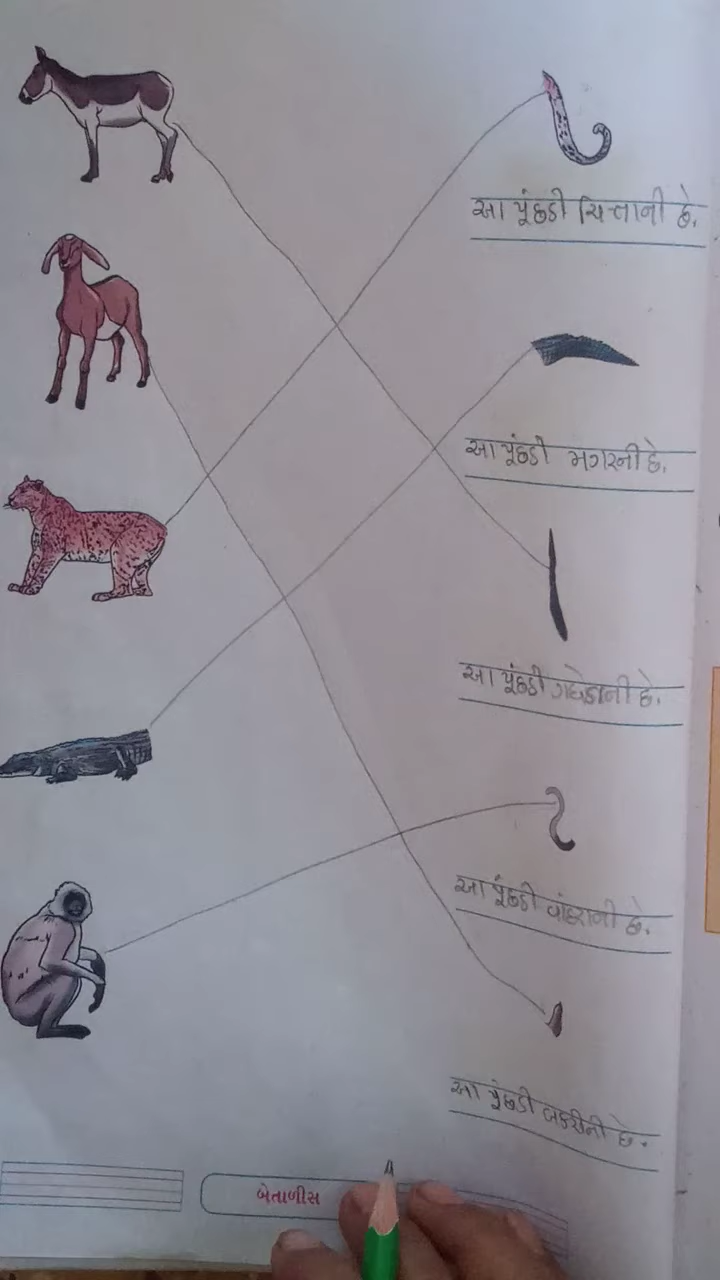 આ પૂંછડી ચિત્તાની છે.
આ પૂંછડી મગરની છે.
આ પૂંછડી ગધેડાની છે.
આ પૂંછડી વાંદરાની છે.
આ પૂંછડી બકરીની છે.
બેતાળીસ